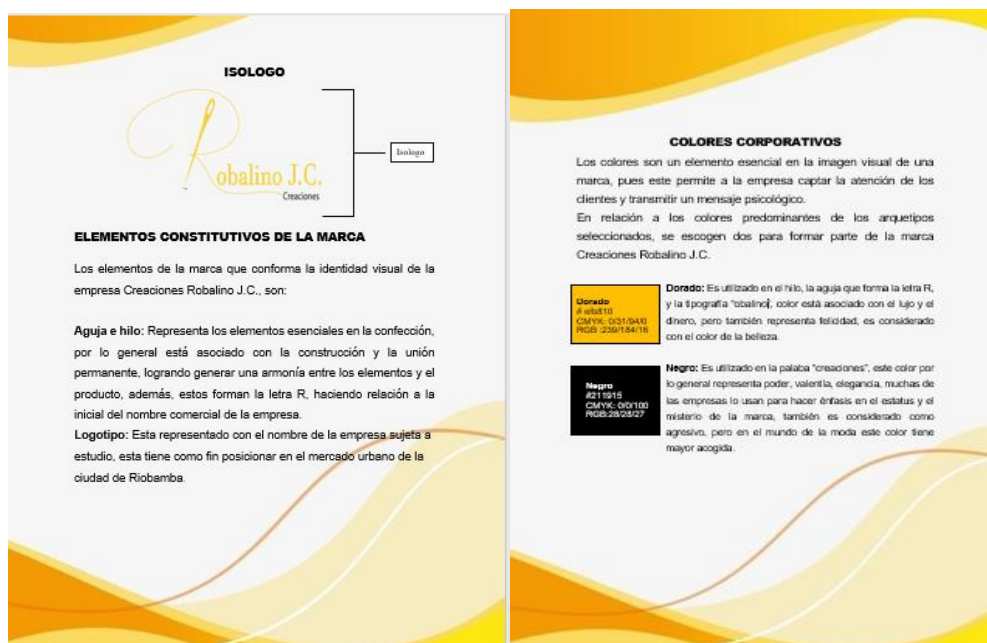 ISOLOGO
Robalino J.C.
Creaciones
Isologo
ELEMENTOS CONSTITUTIVOS DE LA MARCA
Los elementos de la marca que conforma la identidad visual de la
empresa Creaciones Robalino J.C., son:
Aguja e hilo: Representa los elementos esenciales en la confección,
por lo general está asociado con la construcción y la unión
permanente, logrando generar una armonía entre los elementos y el
producto, además, estos forman la letra R, haciendo relación a la
inicial del nombre comercial de la empresa.
Logotipo: Esta representado con el nombre de la empresa sujeta a
estudio, esta tiene como fin posicionar en el mercado urbano de la
ciudad de Riobamba.
COLORES CORPORATIVOS
Los colores son un elemento esencial en la imagen visual de una
marca, pues este permite a la empresa captar la atención de los
clientes y transmitir un mensaje psicológico.
En relación a los colores predominantes de los arquetipos
seleccionados, se escogen dos para formar parte de la marca
Creaciones Robalino J.C.
Dorado
CMYK: 0/31/94/0
RGB :239/184/16
Dorado: Es utilizado en el hilo, la aguja que forma la letra R,
y la tipografía "obalino, color está asociado con el lujo y el
dinero, pero también representa felicidad, es considerado
con el color de la belleza.
Negro
#211915
CMYK: 0/0/100
RGB:28/28/27
Negro: Es utilizado en la palaba "creaciones", este color por
lo general representa poder, valentía, elegancia, muchas de
las empresas lo usan para hacer énfasis en el estatus y el
misterio de la marca, también es considerado como
agresivo, pero en el mundo de la moda este color tiene
mayor acogida.